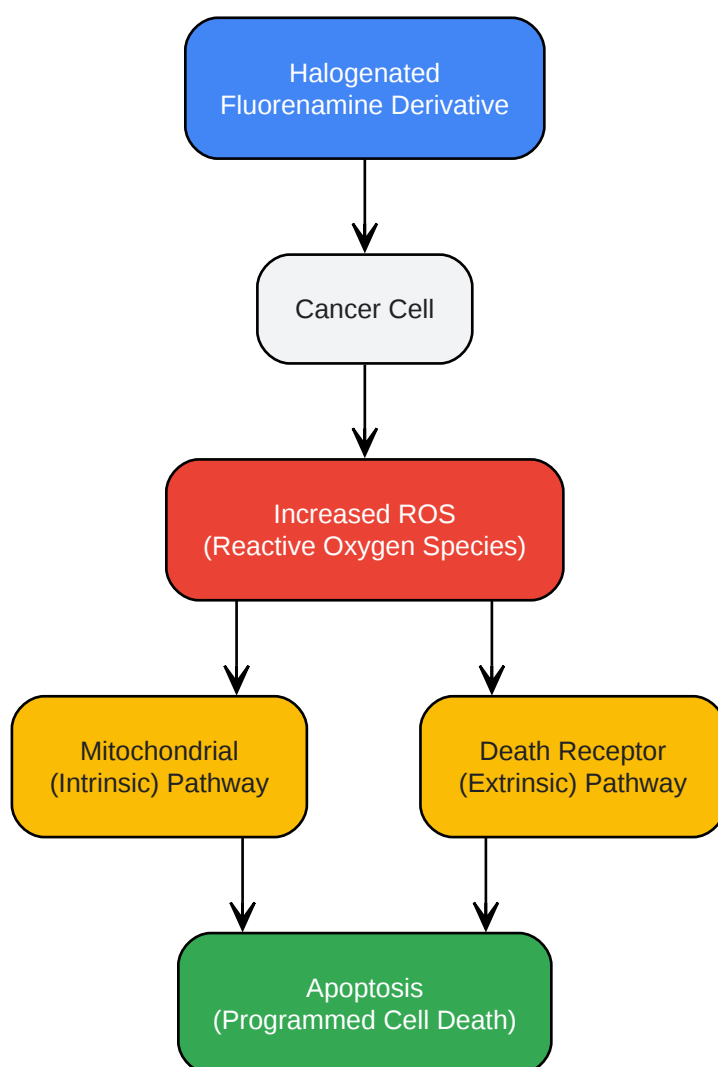 Halogenated
Fluorenamine Derivative
Cancer Cell
Increased ROS
(Reactive Oxygen Species)
Mitochondrial
(Intrinsic) Pathway
Death Receptor
(Extrinsic) Pathway
Apoptosis
(Programmed Cell Death)